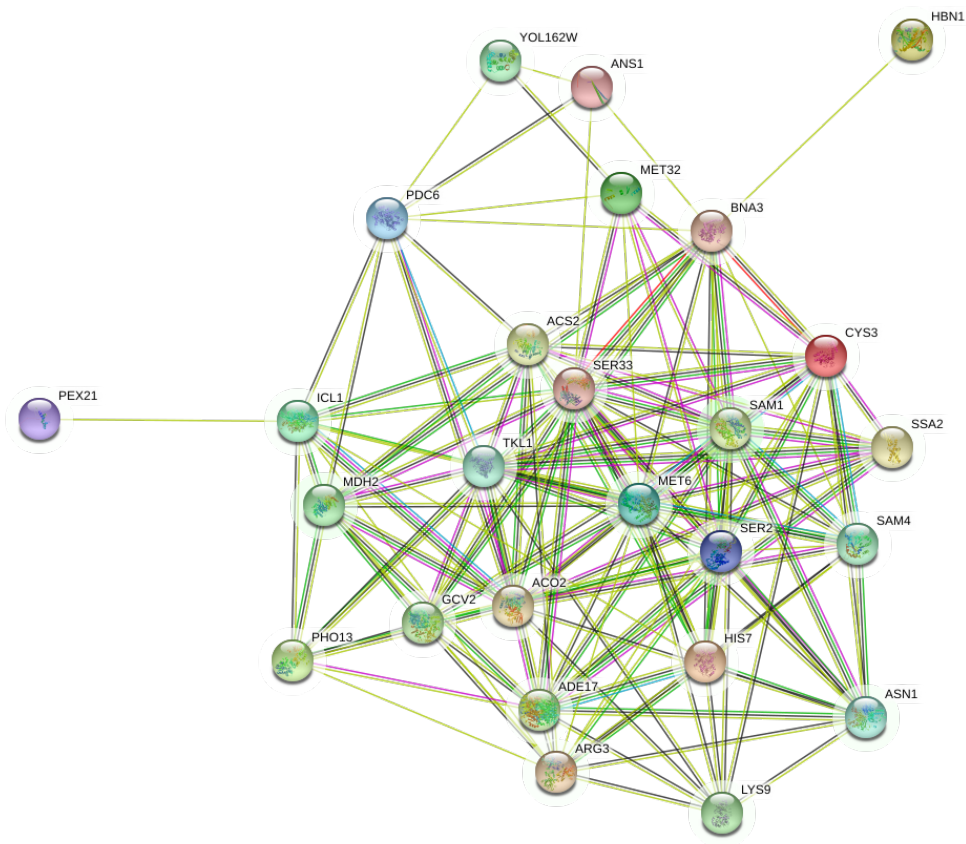 HBN1
YOL162W
ANS1
MET32
PDC6
BNA3
ACS2
CYS3
SER33
PEX21
ICL1
SAM1
SSA2
TKL1
MDH2
MET6
SER2
SAM4
ACO2
GCV2
PHO13
HIS7
ADE17
ASN1
ARG3
LYS9